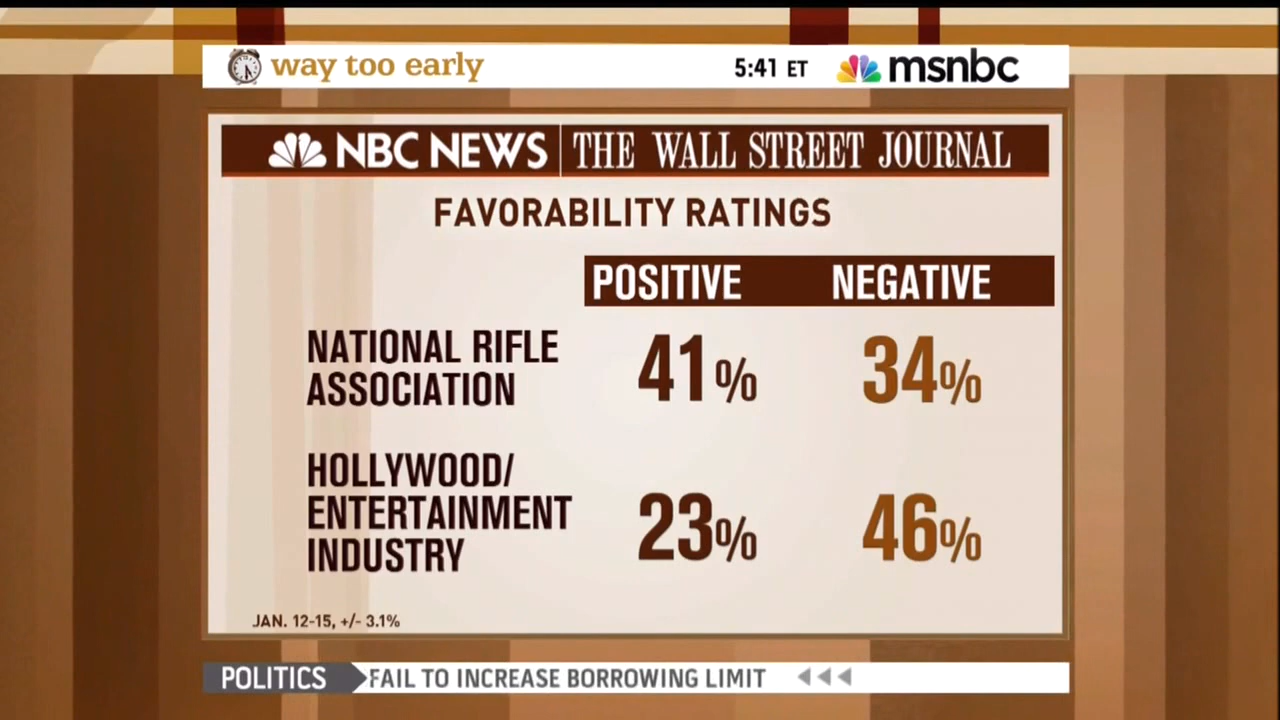 way too early
5:41 ET
msnbc
NBC NEWS THE WALL STREET JOURNAL
FAVORABILITY RATINGS
POSITIVE NEGATIVE
NATIONAL RIFLE
ASSOCIATION
41% 34%
HOLLYWOOD/
ENTERTAINMENT
INDUSTRY
23% 46%
JAN. 12-15, +/- 3.1%
POLITICS FAIL TO INCREASE BORROWING LIMIT